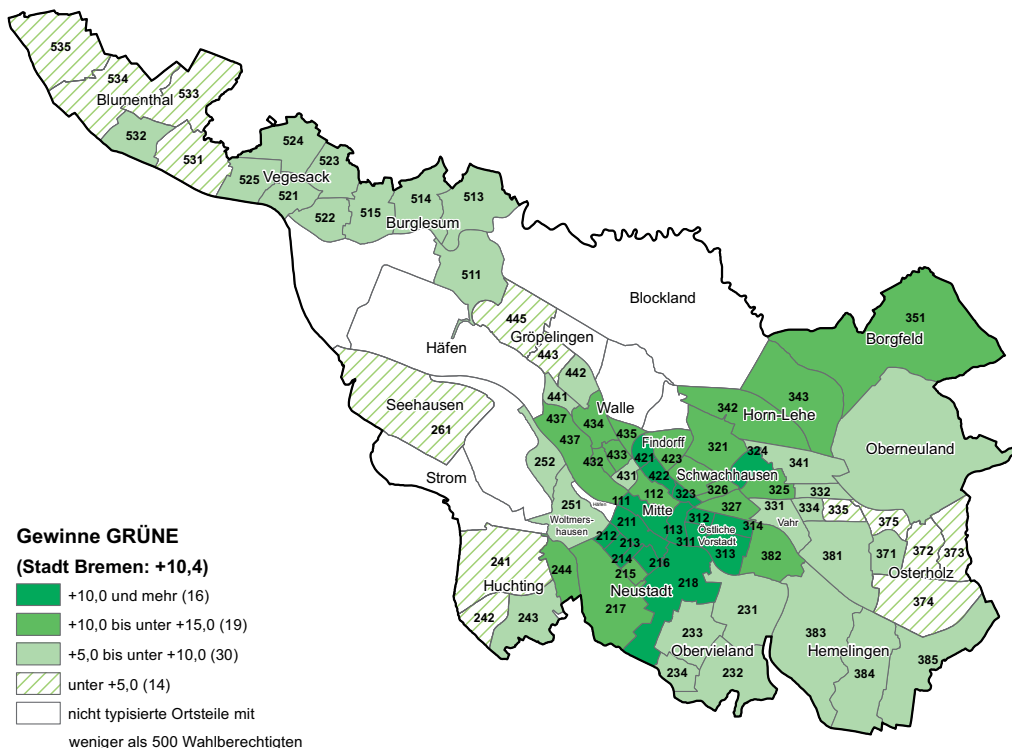 535
534
Blumenthal
533
532
531
524
523
525
Vegesack
521
522
515
514
513
Burglesum
511
Blockland
445
Gröpelingen
443
442
441
Häfen
Seehausen
261
Strom
Walle
437
434
435
437
433
432
431
252
251
Woltmers-
hausen
Häfen
Findorff
421
423
422
342
343
Horn-Lehe
351
Borgfeld
321
324
Schwachhausen
341
Oberneuland
323
326
325
332
327
331
334
335
Vahr
375
112
111
Mitte
113
312
Östliche
Vorstadt
311
314
313
382
381
371
372
373
Osterholz
374
211
212
213
214
215
216
218
Neustadt
217
244
241
Huchting
242
243
231
233
Obervieland
234
232
383
Hemelingen
384
385
Gewinne GRÜNE
(Stadt Bremen: +10,4)
+10,0 und mehr (16)
+10,0 bis unter +15,0 (19)
+5,0 bis unter +10,0 (30)
unter +5,0 (14)
nicht typisierte Ortsteile mit
weniger als 500 Wahlberechtigten